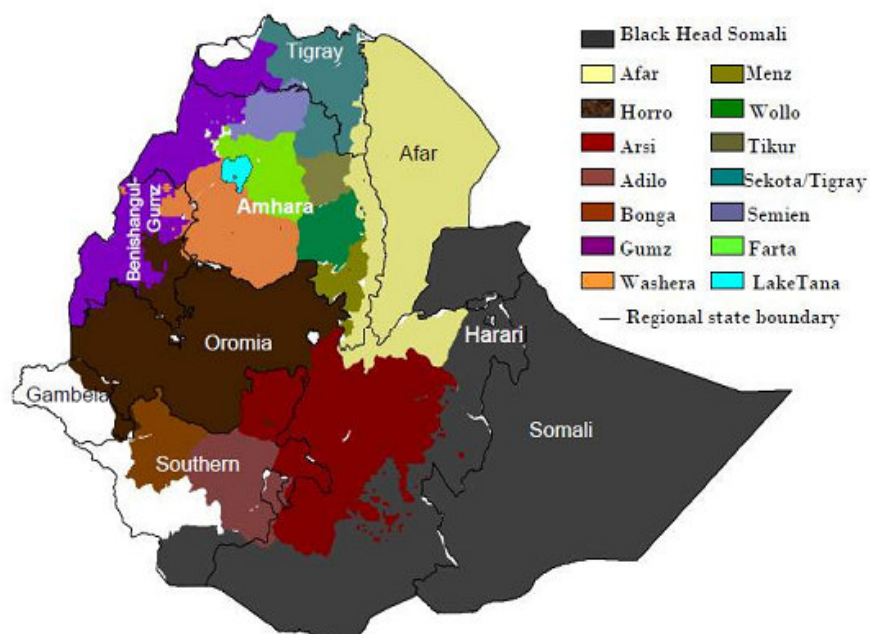 Tigray
Afar
Amhara
Benishangul-
Gumz
Oromia
Harari
Gambela
Somali
Southern
Black Head Somali
Afar
Menz
Horro
Wollo
Arsi
Tikur
Adilo
Sekota/Tigray
Bonga
Semien
Gumz
Farta
Washera
LakeTana
Regional state boundary